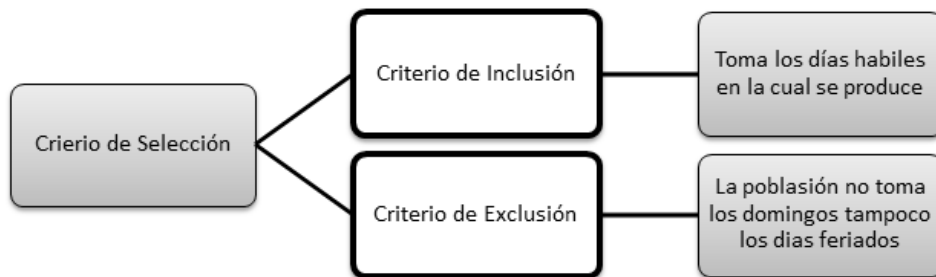 Crierio de Selección
Criterio de Inclusión
Toma los días habiles
en la cual se produce
Criterio de Exclusión
La poblasión no toma
los domingos tampoco
los dias feriados